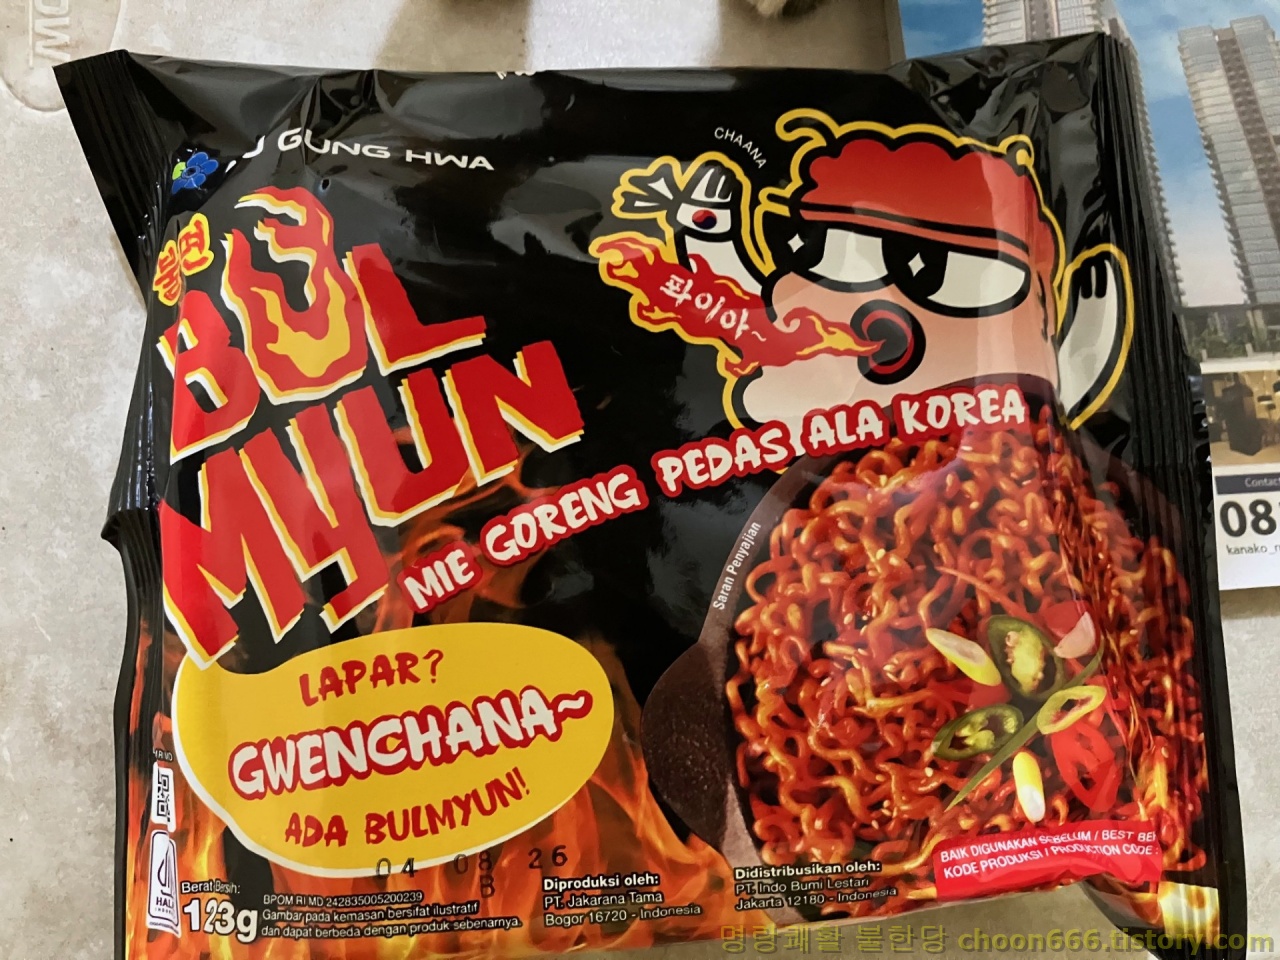 GUNG HWA
CHAANA
불면
BUL
MYUN
파이아~
MIE GORENG PEDAS ALA KOREA
Saran Penyajian
LAPAR?
GWENCHANA~
ADA BULMYUN!
04 08 26
B
BAIK DIGUNAKAN SEBELUM / BEST BE
KODE PRODUKSI / PRODUCTION CODE :
Berat Bersih:
123g
HALAL
BPOM RI MD 242835005200239
Gambar pada kemasan bersifat ilustratif
dan dapat berbeda dengan produk sebenarnya.
Diproduksi oleh:
PT. Jakarana Tama
Bogor 16720 - Indonesia
Didistribusikan oleh:
PT. Indo Bumi Lestari
Jakarta 12180 - Indonesia
Contact
08
kanako_
명랑쾌활 불한당 choon666.tistory.com